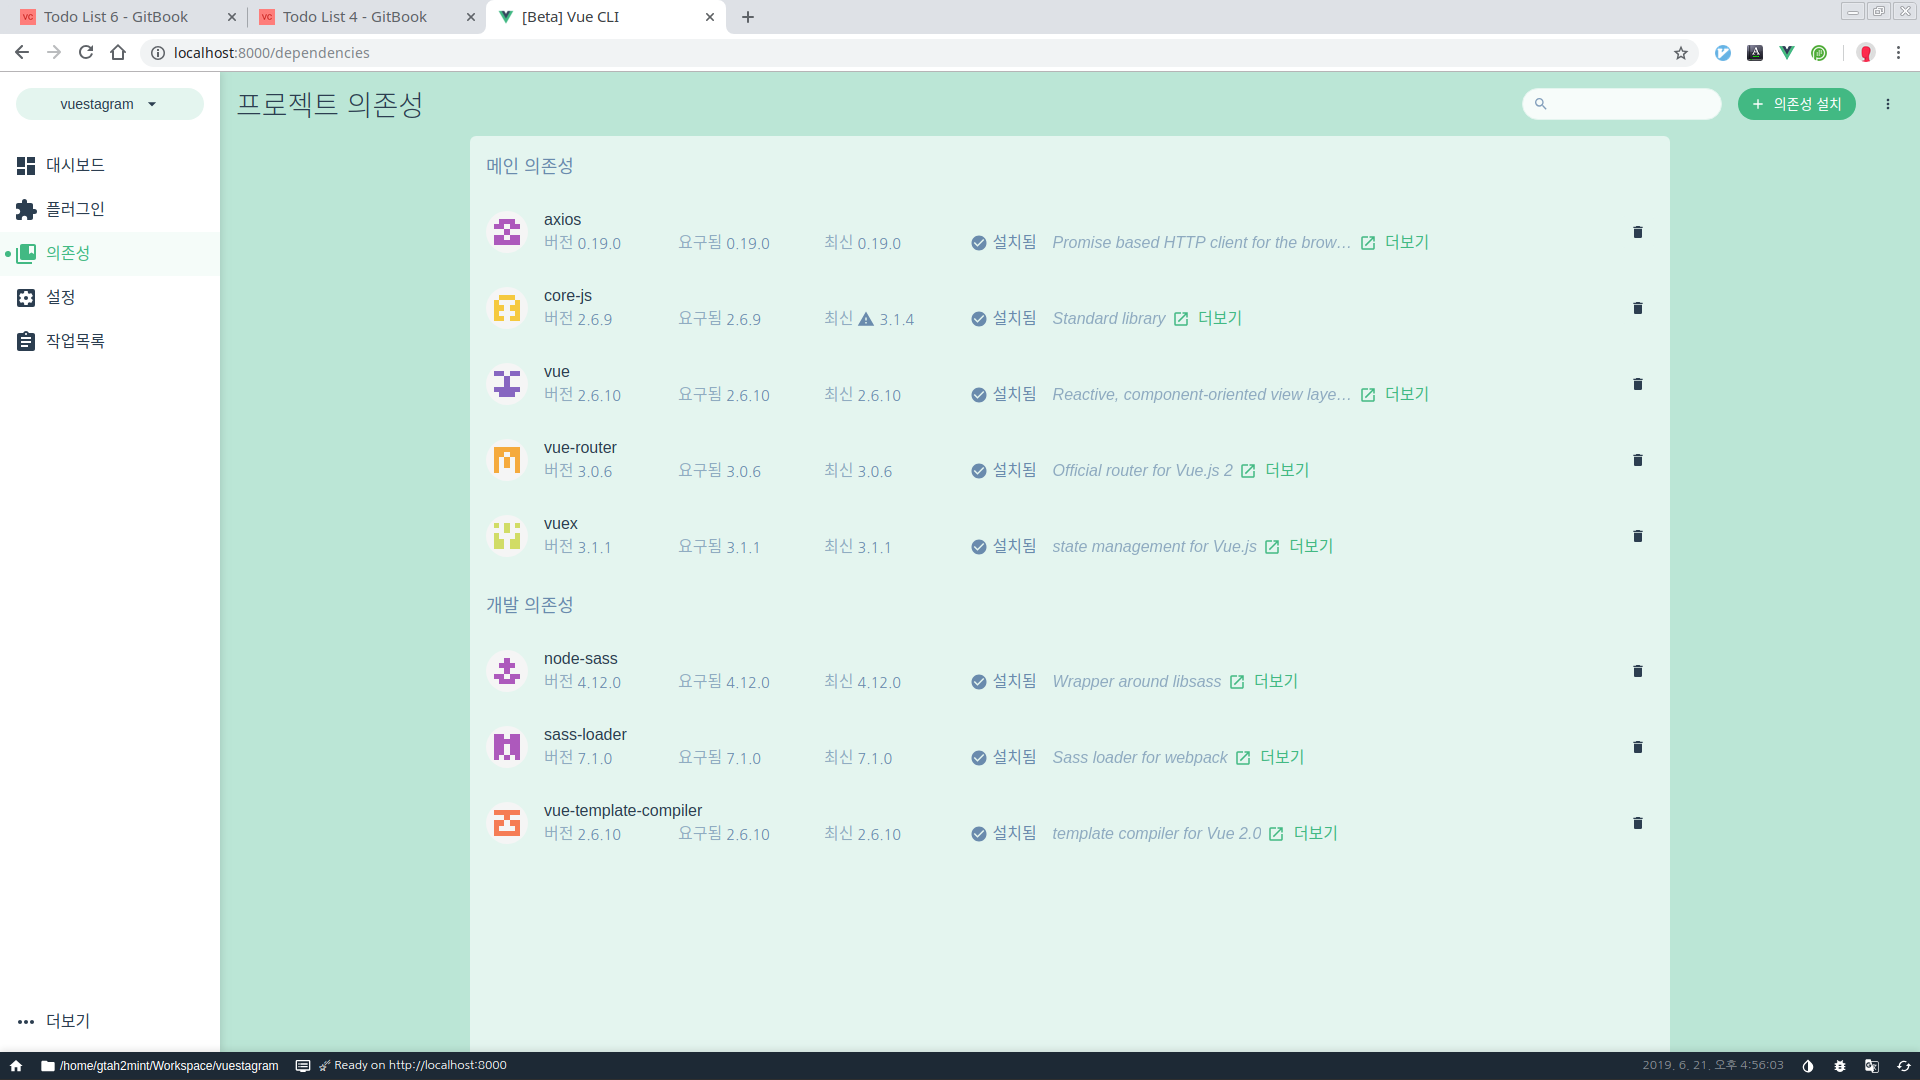 Todo List 6 - GitBook
Todo List 4 - GitBook
[Beta] Vue CLI
localhost:8000/dependencies
vuestagram
프로젝트 의존성
의존성 설치
대시보드
플러그인
의존성
설정
작업목록
더보기
메인 의존성
axios
버전 0.19.0 요구됨 0.19.0 최신 0.19.0 설치됨 Promise based HTTP client for the brow… 더보기
core-js
버전 2.6.9 요구됨 2.6.9 최신 3.1.4 설치됨 Standard library 더보기
vue
버전 2.6.10 요구됨 2.6.10 최신 2.6.10 설치됨 Reactive, component-oriented view laye… 더보기
vue-router
버전 3.0.6 요구됨 3.0.6 최신 3.0.6 설치됨 Official router for Vue.js 2 더보기
vuex
버전 3.1.1 요구됨 3.1.1 최신 3.1.1 설치됨 state management for Vue.js 더보기
개발 의존성
node-sass
버전 4.12.0 요구됨 4.12.0 최신 4.12.0 설치됨 Wrapper around libsass 더보기
sass-loader
버전 7.1.0 요구됨 7.1.0 최신 7.1.0 설치됨 Sass loader for webpack 더보기
vue-template-compiler
버전 2.6.10 요구됨 2.6.10 최신 2.6.10 설치됨 template compiler for Vue 2.0 더보기
/home/gtah2mint/Workspace/vuestagram
Ready on http://localhost:8000
2019. 6. 21. 오후 4:56:03